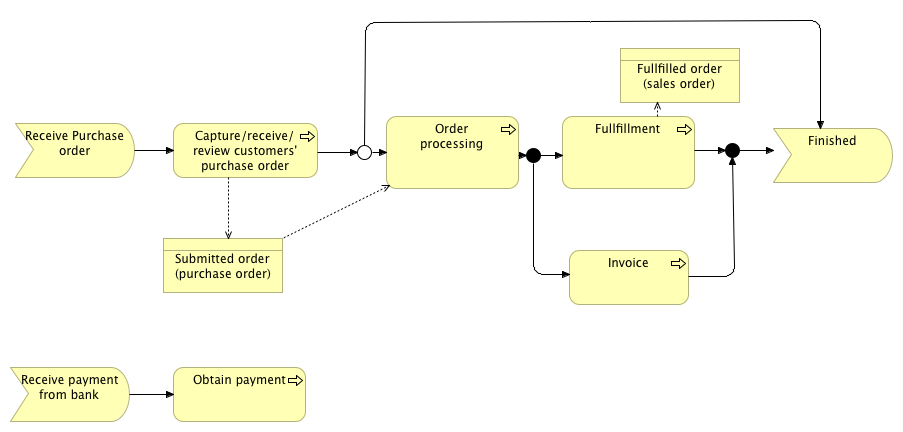 Receive Purchase
order
Capture/receive/
review customers'
purchase order
Order
processing
Fullfilled order
(sales order)
Fullfillment
Finished
Submitted order
(purchase order)
Invoice
Receive payment
from bank
Obtain payment